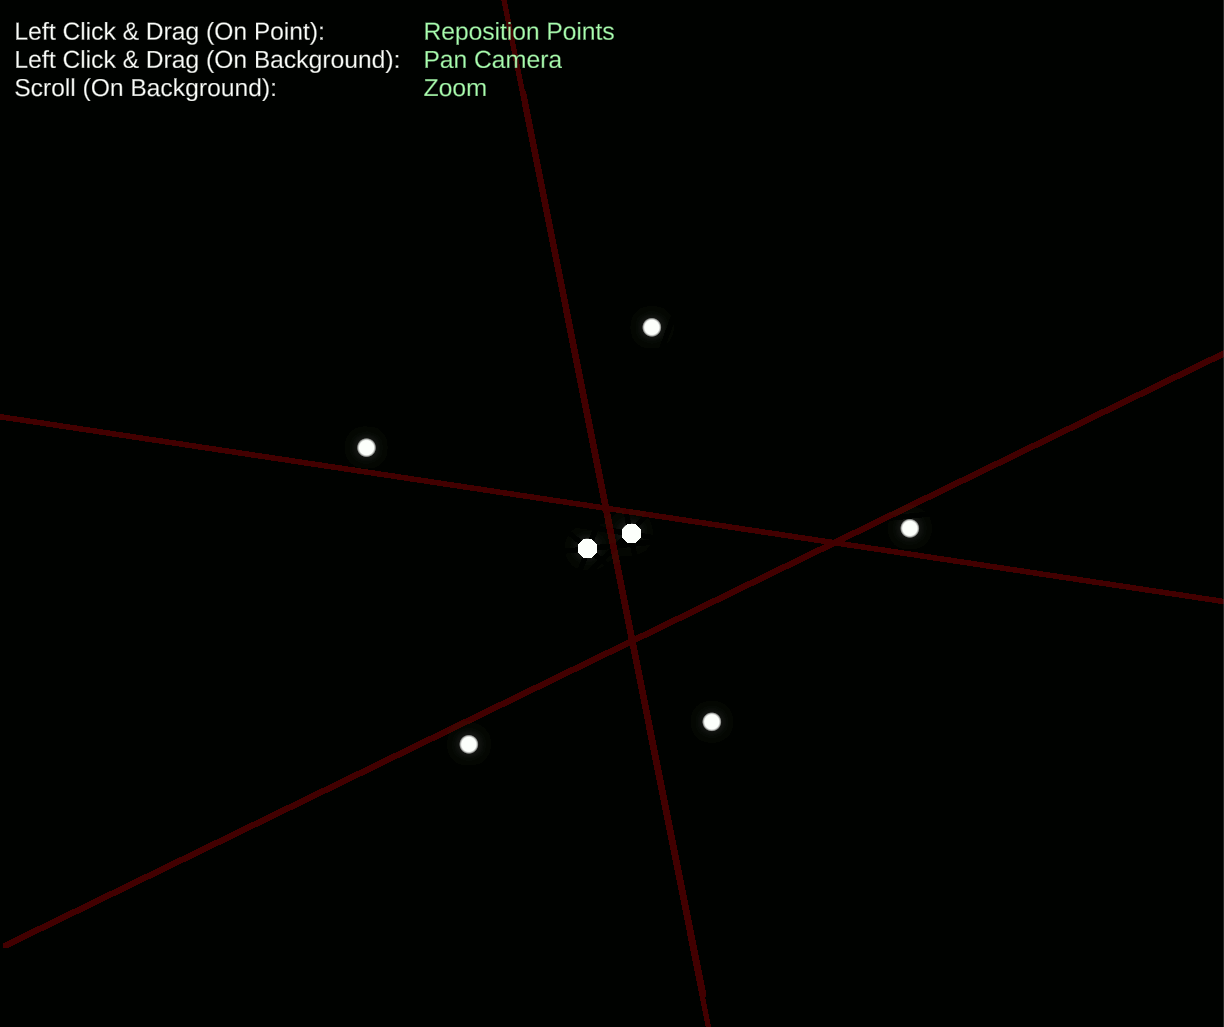 Left Click & Drag (On Point): Reposition Points
Left Click & Drag (On Background): Pan Camera
Scroll (On Background): Zoom